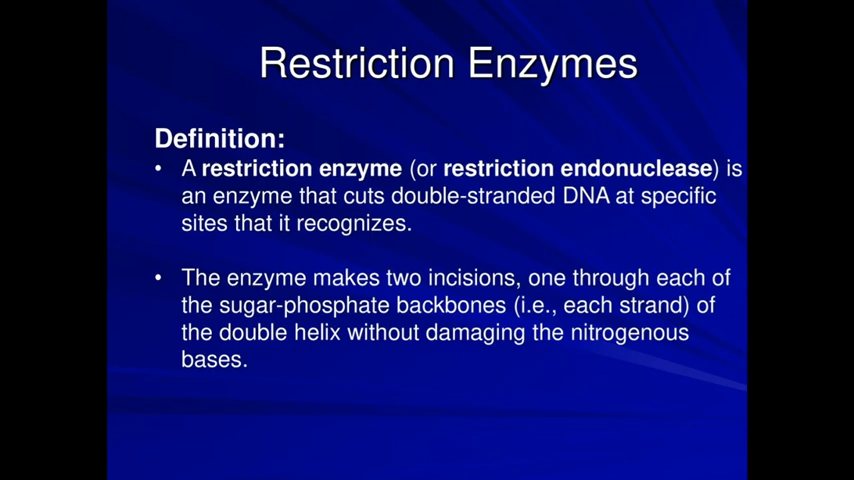 Restriction Enzymes
Definition:
• A restriction enzyme (or restriction endonuclease) is
an enzyme that cuts double-stranded DNA at specific
sites that it recognizes.
• The enzyme makes two incisions, one through each of
the sugar-phosphate backbones (i.e., each strand) of
the double helix without damaging the nitrogenous
bases.